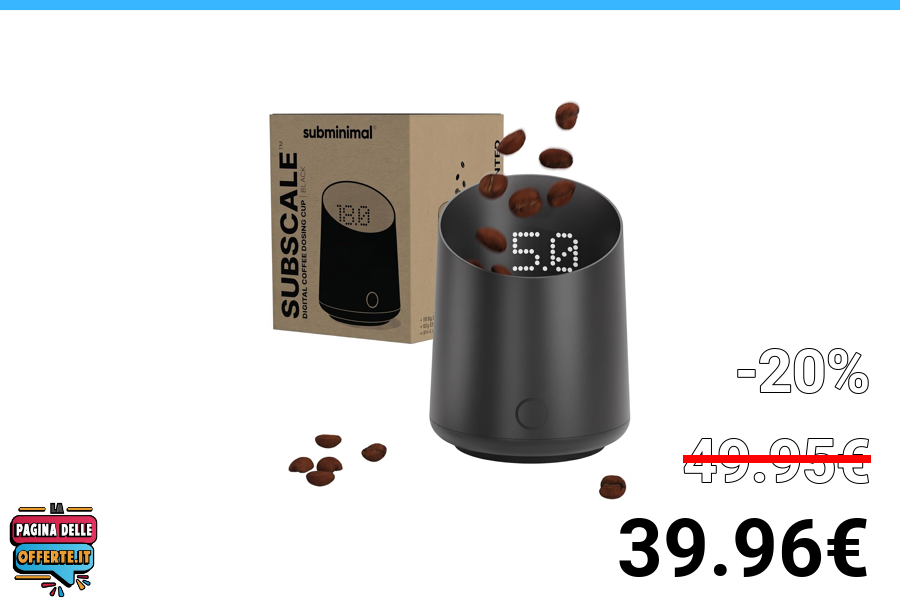 subminimal
SUBSCALE™
DIGITAL COFFEE DOSING CUP | BLACK
18.0
5.0
-20%
49.95€
39.96€
LA
PAGINA DELLE
OFFERTE.IT